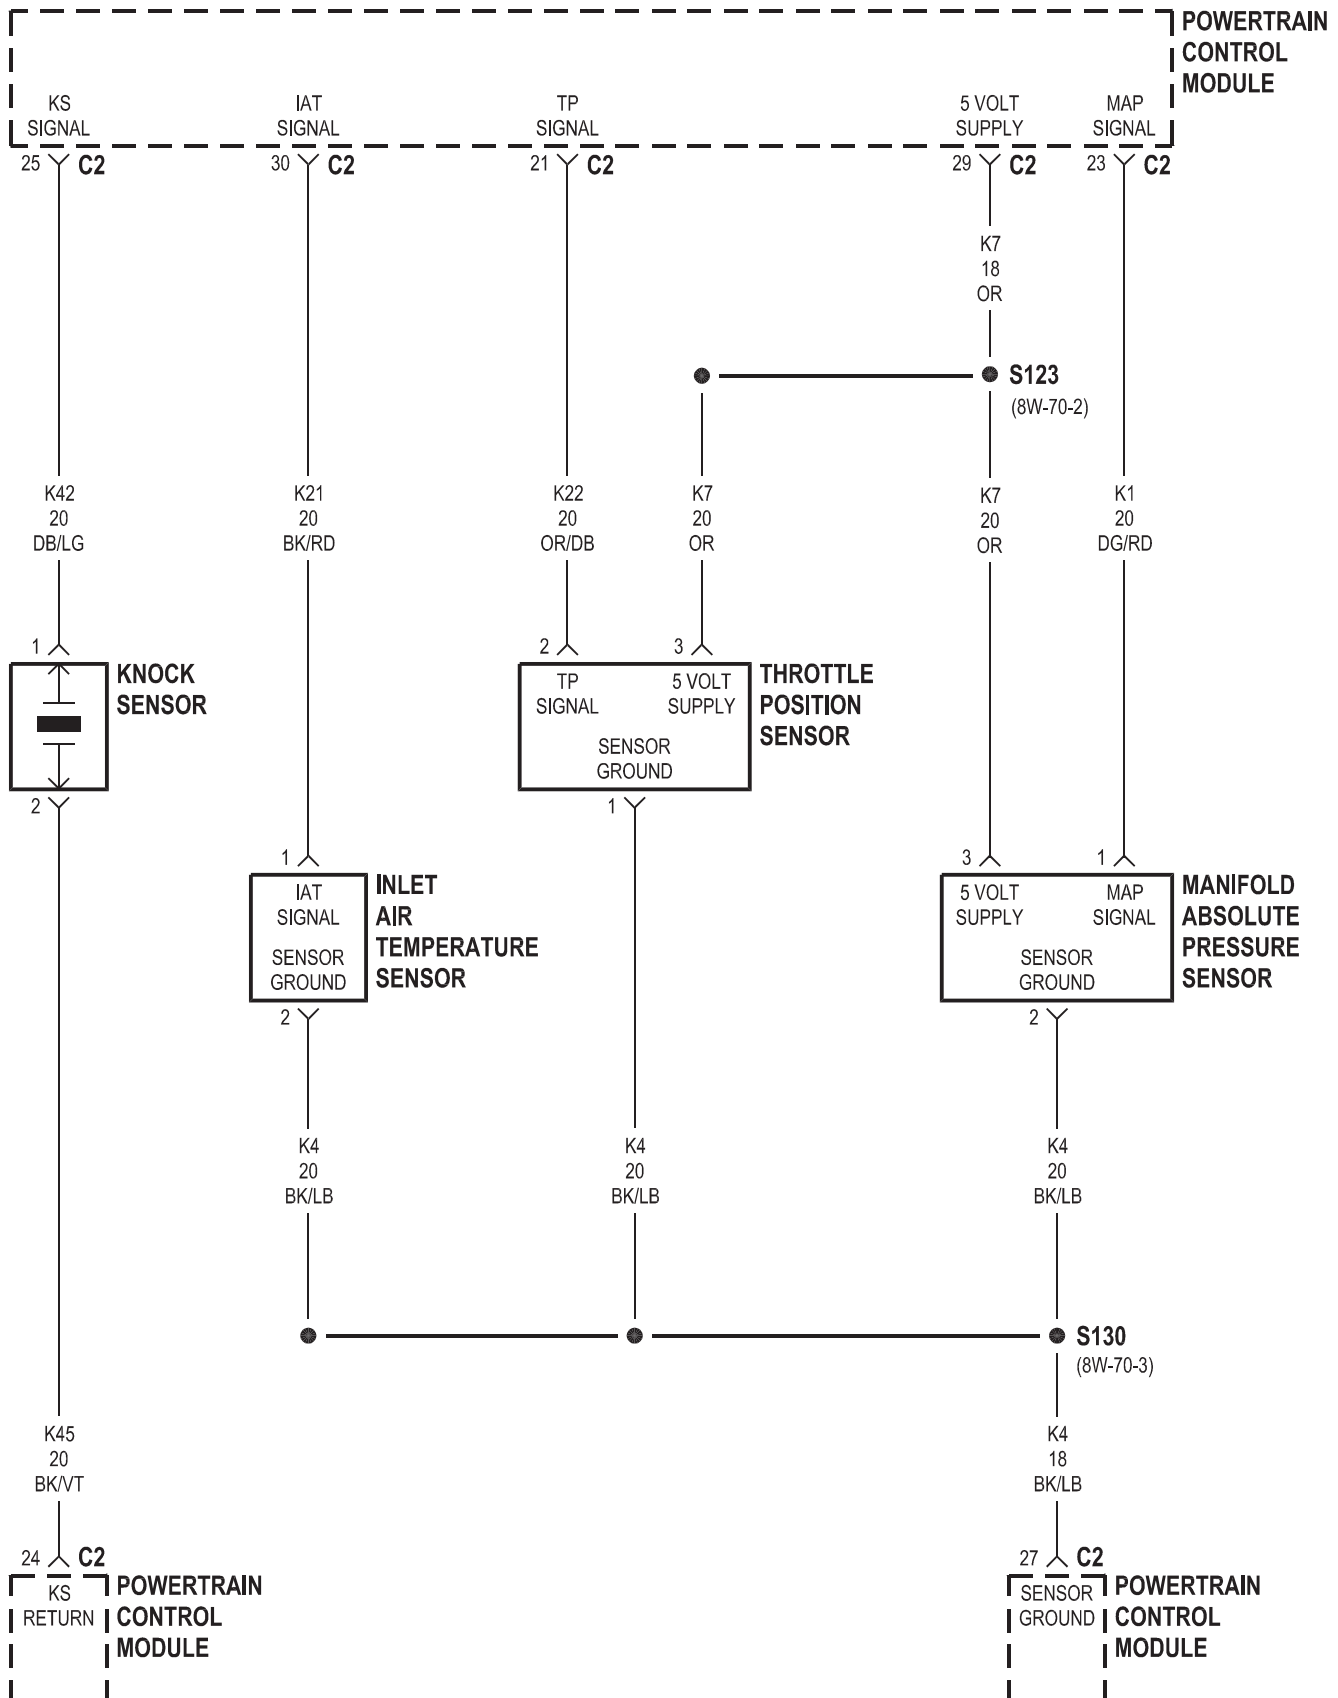 POWERTRAIN
CONTROL
MODULE
KS
SIGNAL
IAT
SIGNAL
TP
SIGNAL
5 VOLT
SUPPLY
MAP
SIGNAL
25 C2
30 C2
21 C2
29 C2
23 C2
K7
18
OR
S123
(8W-70-2)
K42
20
DB/LG
K21
20
BK/RD
K22
20
OR/DB
K7
20
OR
K7
20
OR
K1
20
DG/RD
1
KNOCK
SENSOR
2
2
3
TP
SIGNAL
5 VOLT
SUPPLY
SENSOR
GROUND
THROTTLE
POSITION
SENSOR
1
1
IAT
SIGNAL
SENSOR
GROUND
INLET
AIR
TEMPERATURE
SENSOR
2
3
1
5 VOLT
SUPPLY
MAP
SIGNAL
SENSOR
GROUND
MANIFOLD
ABSOLUTE
PRESSURE
SENSOR
2
K4
20
BK/LB
K4
20
BK/LB
K4
20
BK/LB
S130
(8W-70-3)
K45
20
BK/VT
K4
18
BK/LB
24 C2
KS
RETURN
POWERTRAIN
CONTROL
MODULE
27 C2
SENSOR
GROUND
POWERTRAIN
CONTROL
MODULE